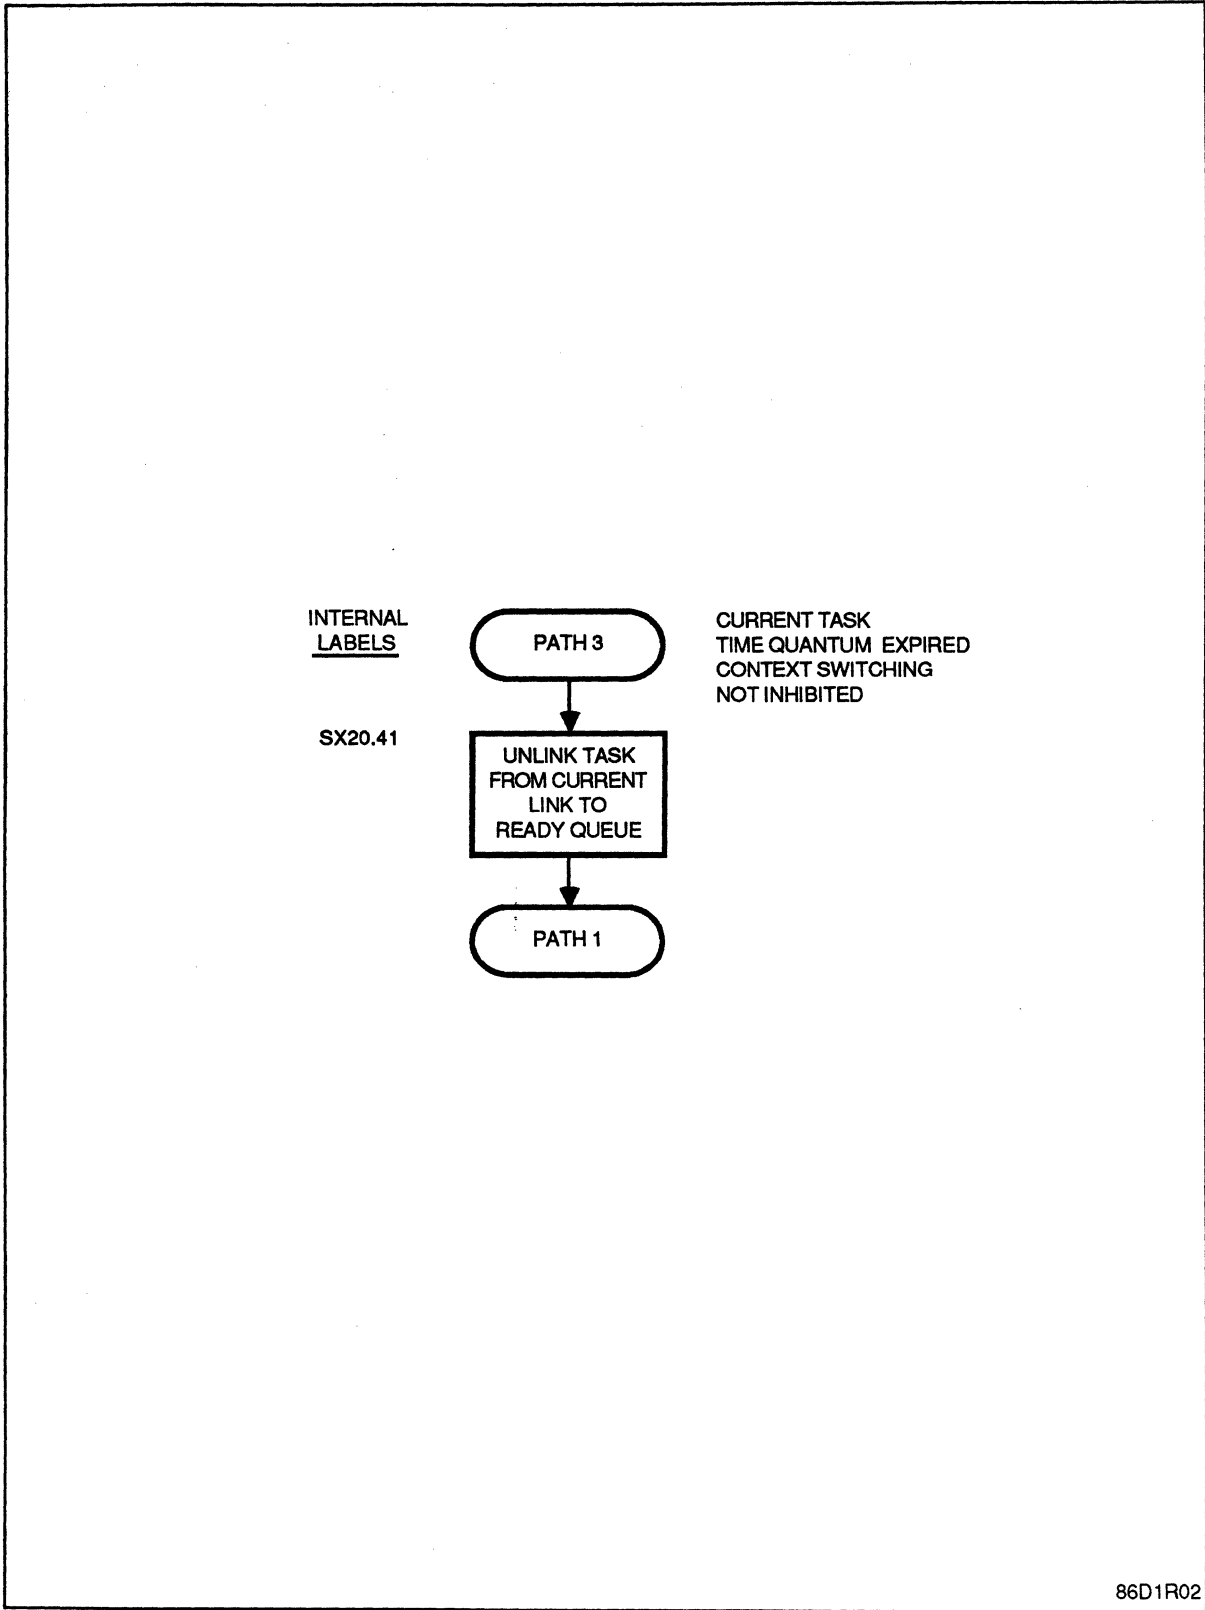 INTERNAL
LABELS
PATH 3
CURRENT TASK
TIME QUANTUM EXPIRED
CONTEXT SWITCHING
NOT INHIBITED
SX20.41
UNLINK TASK
FROM CURRENT
LINK TO
READY QUEUE
PATH 1
86D1R02